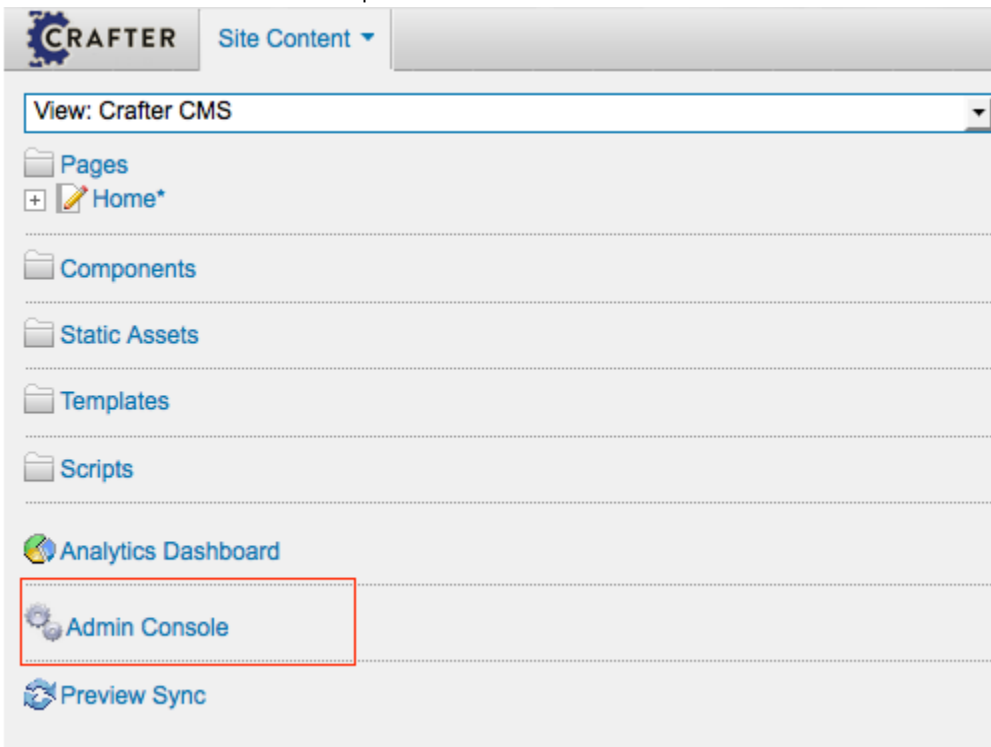 CRAFTER Site Content
View: Crafter CMS
Pages
Home*
Components
Static Assets
Templates
Scripts
Analytics Dashboard
Admin Console
Preview Sync